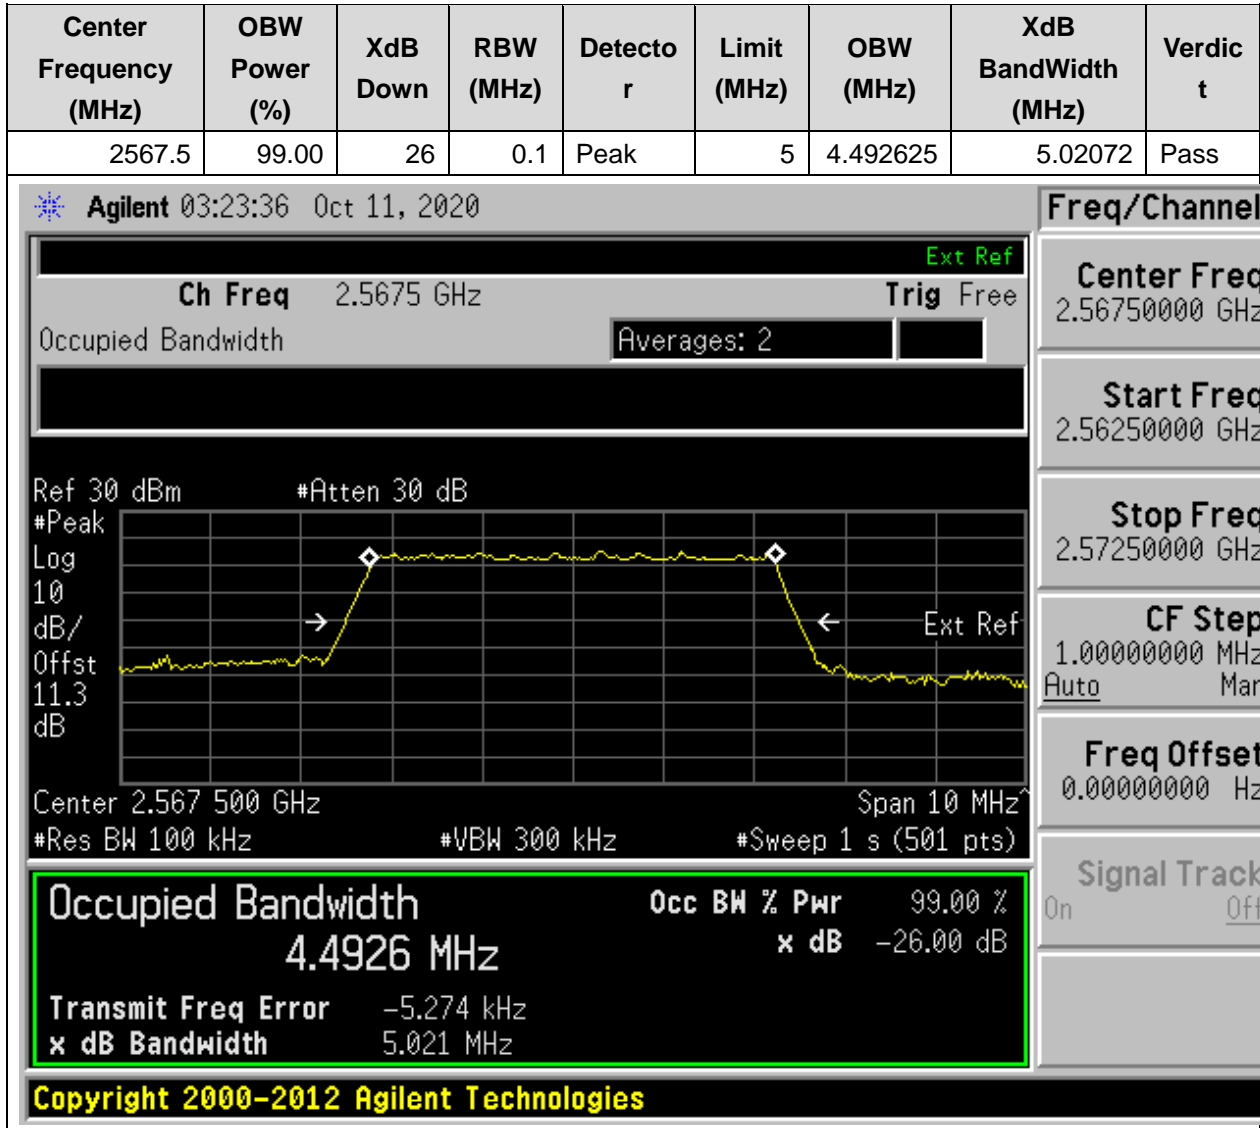 Center Frequency (MHz) OBW Power (%) XdB Down RBW (MHz) Detecto r Limit (MHz) OBW (MHz) XdB BandWidth (MHz) Verdic t
2567.5 99.00 26 0.1 Peak 5 4.492625 5.02072 Pass
Agilent 03:23:36 Oct 11, 2020
Ext Ref
Ch Freq 2.5675 GHz Trig Free
Occupied Bandwidth Averages: 2
Ref 30 dBm #Atten 30 dB
#Peak
Log
10
dB/
Offst
11.3
dB
Ext Ref
Center 2.567 500 GHz Span 10 MHz^
#Res BW 100 kHz #VBW 300 kHz #Sweep 1 s (501 pts)
Occupied Bandwidth Occ BW % Pwr 99.00 %
4.4926 MHz x dB -26.00 dB
Transmit Freq Error -5.274 kHz
x dB Bandwidth 5.021 MHz
Copyright 2000-2012 Agilent Technologies
Freq/Channel
Center Freq
2.56750000 GHz
Start Freq
2.56250000 GHz
Stop Freq
2.57250000 GHz
CF Step
1.00000000 MHz
Auto Man
Freq Offset
0.00000000 Hz
Signal Track
On Off